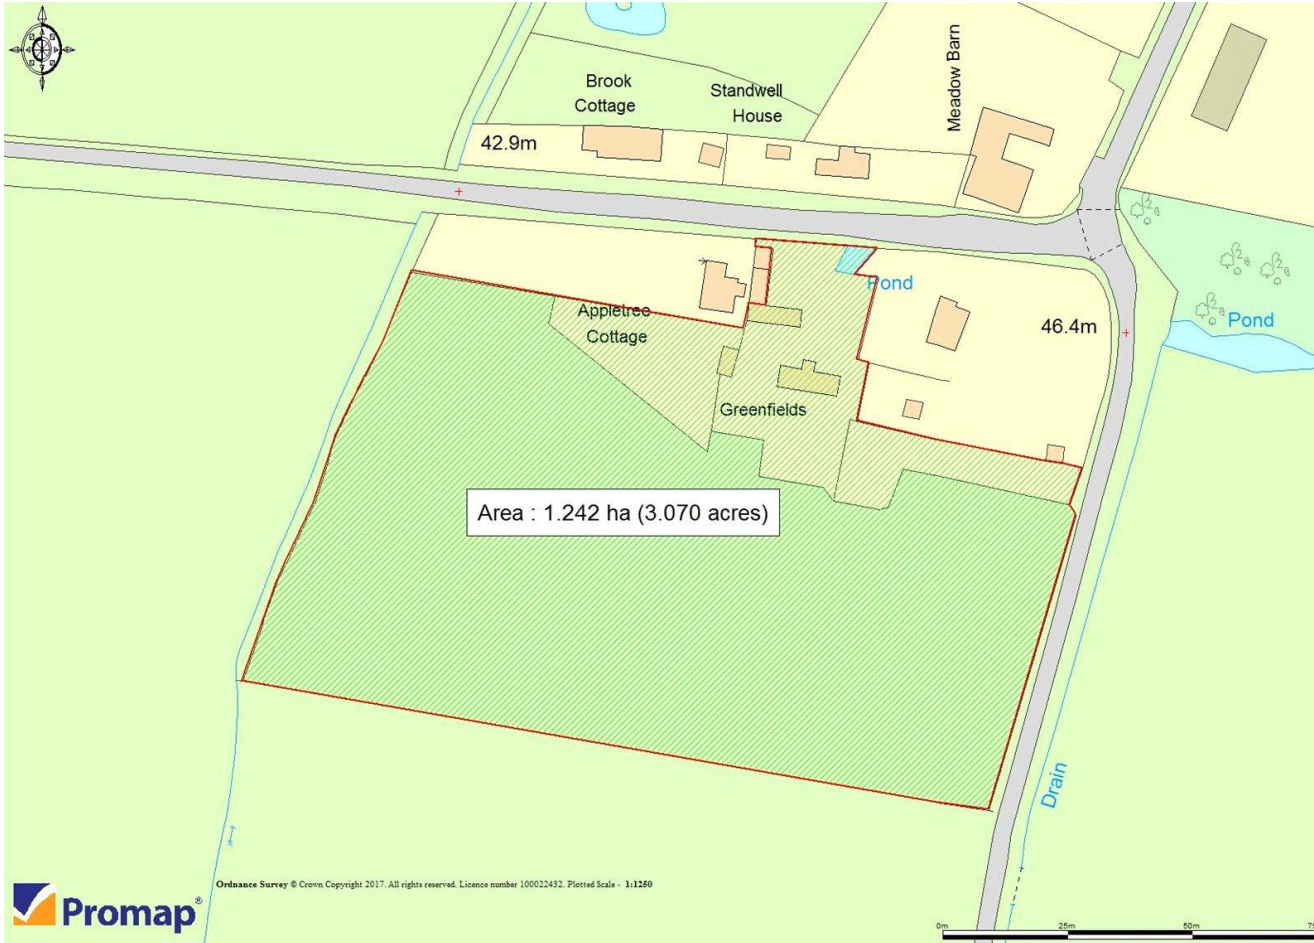 Brook
Cottage
Standwell
House
Meadow Barn
42.9m
Pond
Appletree
Cottage
46.4m
Pond
Greenfields
Area : 1.242 ha (3.070 acres)
Drain
Ordnance Survey © Crown Copyright 2017. All rights reserved. Licence number 100022432. Plotted Scale - 1:1250
Promap®
0m 25m 50m